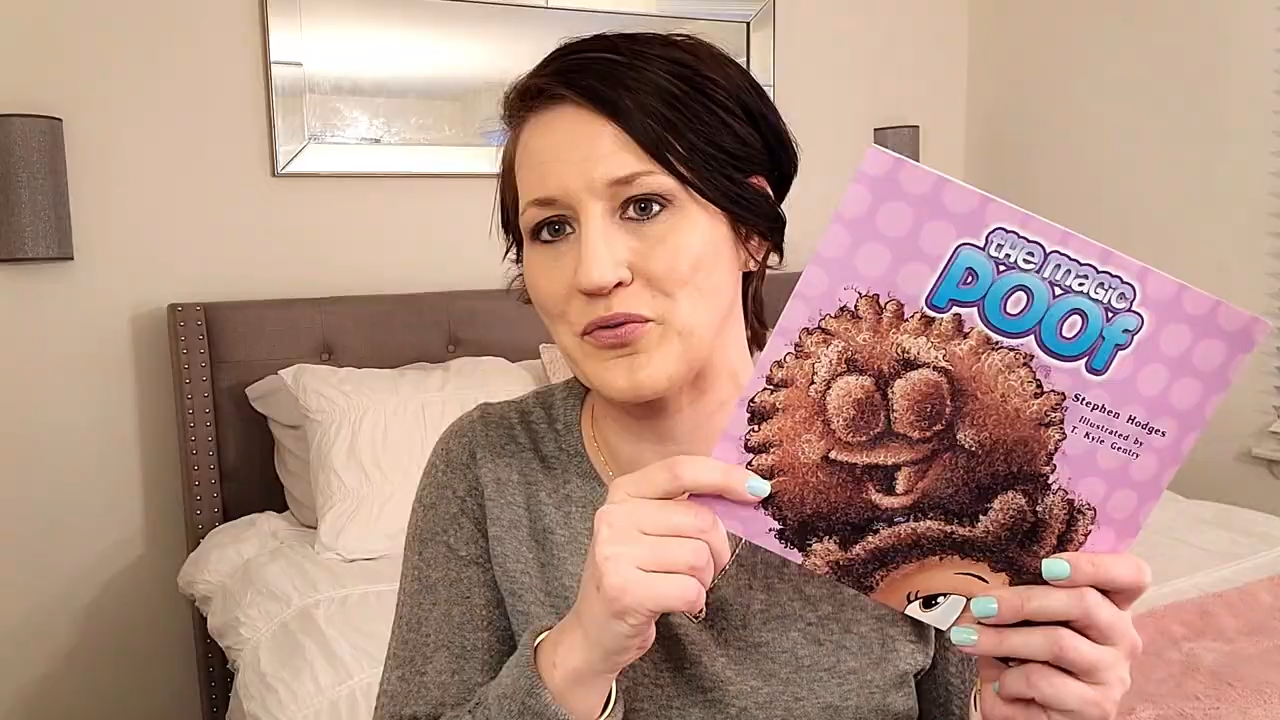 the magic
POOf
Stephen Hodges
illustrated by
T. Kyle Gentry